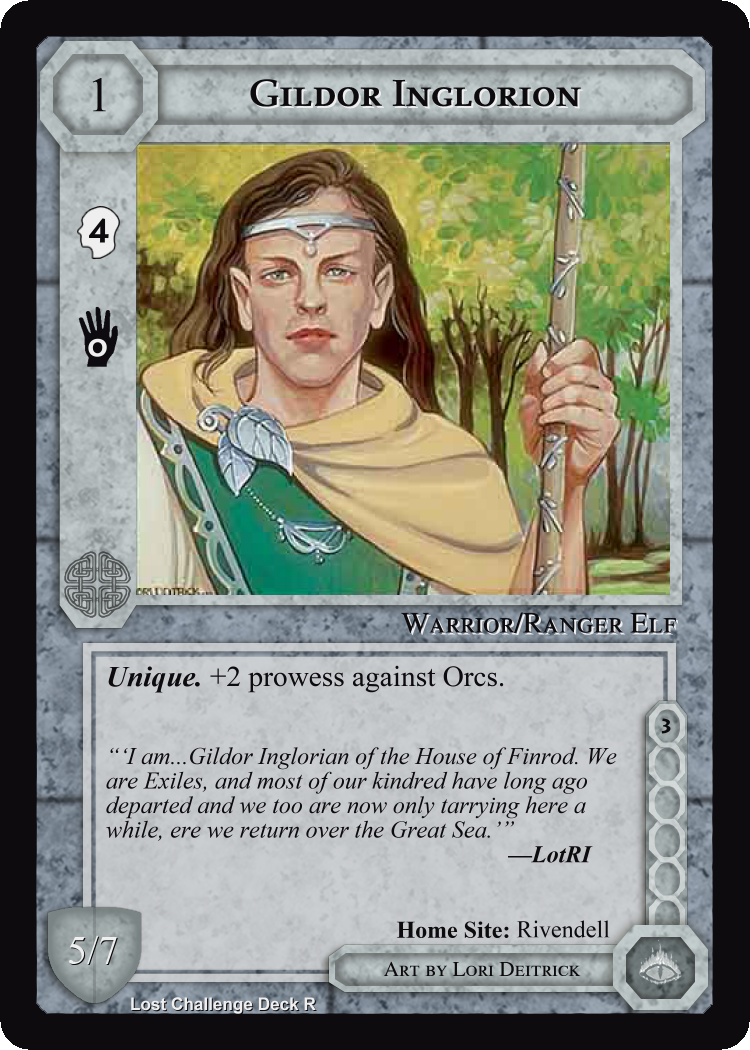 1
Gildor Inglorion
4
0
Warrior/Ranger Elf
Unique. +2 prowess against Orcs.
3
“‘I am...Gildor Inglorian of the House of Finrod. We
are Exiles, and most of our kindred have long ago
departed and we too are now only tarrying here a
while, ere we return over the Great Sea.’”
—LotRI
Home Site: Rivendell
5/7
Art by Lori Deitrick
Lost Challenge Deck R